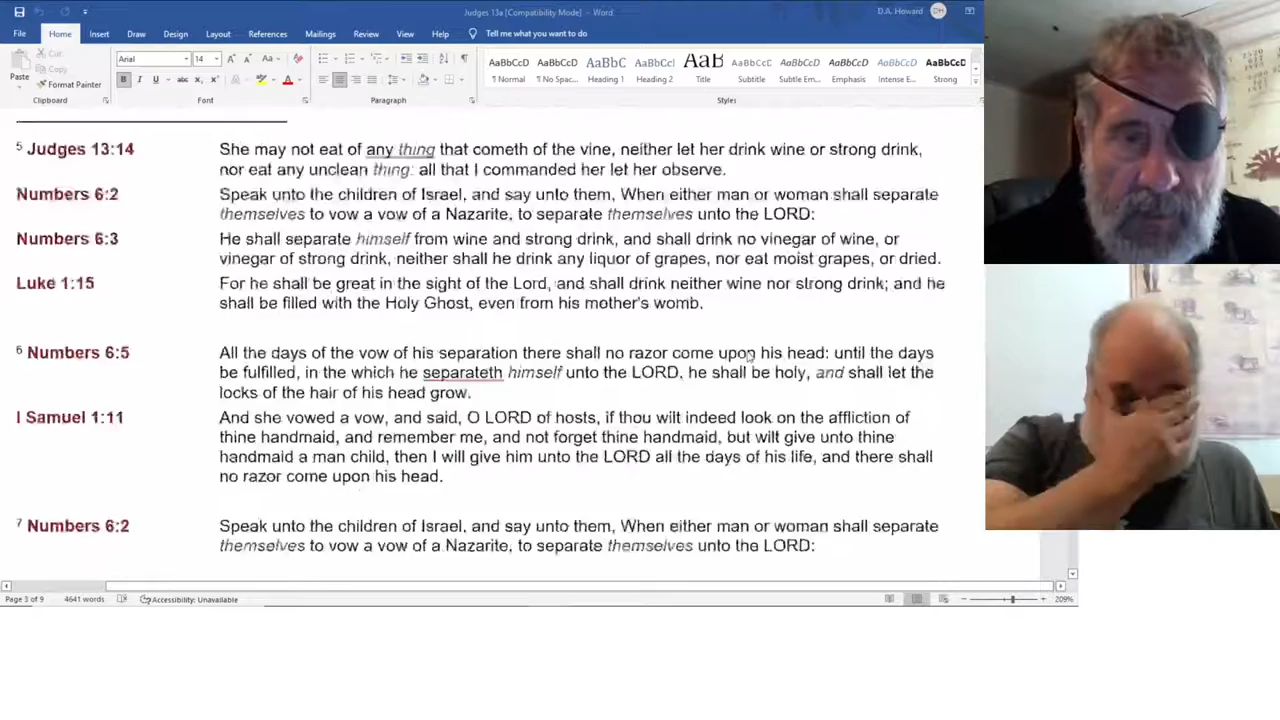 Judges 13a [Compatibility Mode] - Word
D.A. Howard DH
File Home Insert Draw Design Layout References Mailings Review View Help Tell me what you want to do
Paste
Cut
Copy
Format Painter
Arial 14
AaBbCcD AaBbCcD AaBbC AaBbCcI AaB AaBbCcD AaBbCcD AaBbCcD AaBbCcD AaBbCcD
¶ Normal ¶ No Spac... Heading 1 Heading 2 Title Subtitle Subtle Em... Emphasis Intense E... Strong
Clipboard Font Paragraph Styles
5 Judges 13:14 She may not eat of any thing that cometh of the vine, neither let her drink wine or strong drink,
nor eat any unclean thing: all that I commanded her let her observe.
Numbers 6:2 Speak unto the children of Israel, and say unto them, When either man or woman shall separate
themselves to vow a vow of a Nazarite, to separate themselves unto the LORD:
Numbers 6:3 He shall separate himself from wine and strong drink, and shall drink no vinegar of wine, or
vinegar of strong drink, neither shall he drink any liquor of grapes, nor eat moist grapes, or dried.
Luke 1:15 For he shall be great in the sight of the Lord, and shall drink neither wine nor strong drink; and he
shall be filled with the Holy Ghost, even from his mother's womb.
6 Numbers 6:5 All the days of the vow of his separation there shall no razor come upon his head: until the days
be fulfilled, in the which he separateth himself unto the LORD, he shall be holy, and shall let the
locks of the hair of his head grow.
I Samuel 1:11 And she vowed a vow, and said, O LORD of hosts, if thou wilt indeed look on the affliction of
thine handmaid, and remember me, and not forget thine handmaid, but wilt give unto thine
handmaid a man child, then I will give him unto the LORD all the days of his life, and there shall
no razor come upon his head.
7 Numbers 6:2 Speak unto the children of Israel, and say unto them, When either man or woman shall separate
themselves to vow a vow of a Nazarite, to separate themselves unto the LORD:
Page 3 of 9 4641 words Accessibility: Unavailable 209%